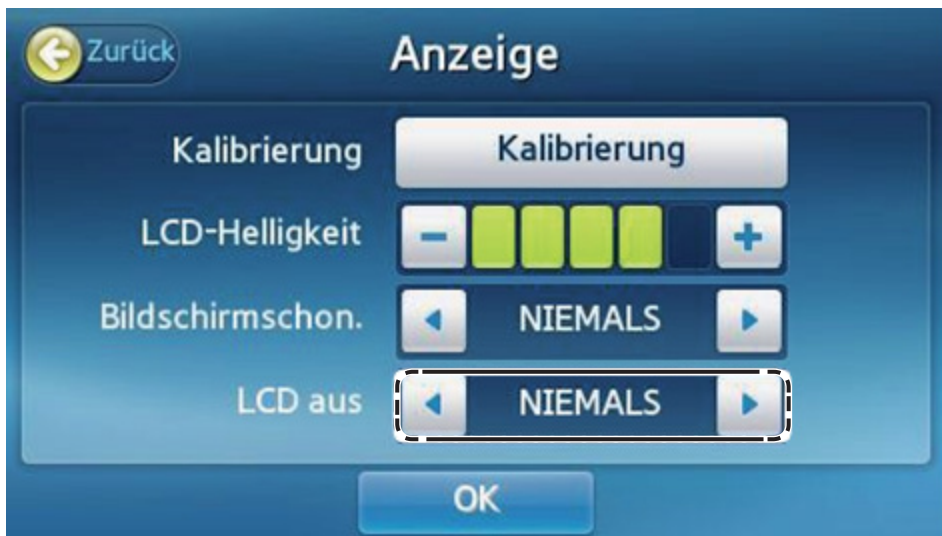 Zurück
Anzeige
Kalibrierung Kalibrierung
LCD-Helligkeit
Bildschirmschon. NIEMALS
LCD aus NIEMALS
OK